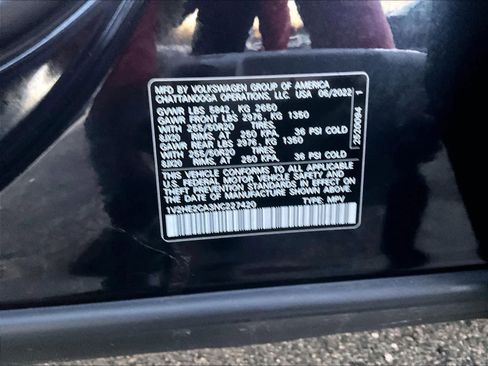 MFD BY VOLKSWAGEN GROUP OF AMERICA
CHATTANOOGA OPERATIONS, LLC. USA 06/2022
GVWR LBS 5842, KG 2650
GAWR FRONT LBS 2976, KG 1350
WITH 255/50R20 TIRES.
8JX20 RIMS AT 250 KPA, 36 PSI COLD
GAWR REAR LBS 2976, KG 1350
WITH 255/50R20 TIRES.
8JX20 RIMS AT 250 KPA, 36 PSI COLD
THIS VEHICLE CONFORMS TO ALL APPLICABLE
U.S. FEDERAL MOTOR VEHICLE SAFETY AND
THEFT PREVENTION STANDARDS IN EFFECT ON
THE DATE OF MANUFACTURE SHOWN ABOVE.
TYPE: MPV
2520094 1